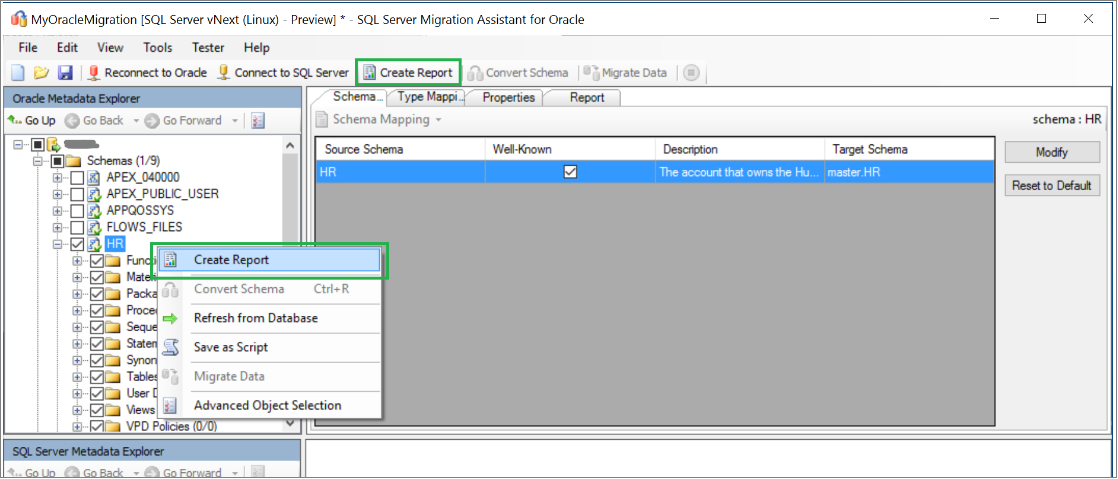 MyOracleMigration [SQL Server vNext (Linux) - Preview] * - SQL Server Migration Assistant for Oracle
File Edit View Tools Tester Help
Reconnect to Oracle Connect to SQL Server Create Report Convert Schema Migrate Data
Oracle Metadata Explorer
Go Up Go Back Go Forward
Schemas (1/9)
APEX_040000
APEX_PUBLIC_USER
APPQOSSYS
FLOWS_FILES
HR
Functi
Materi
Packa
Proce
Seque
Statem
Synon
Tables
User D
Views
VPD Policies (0/0)
Create Report
Convert Schema Ctrl+R
Refresh from Database
Save as Script
Migrate Data
Advanced Object Selection
SQL Server Metadata Explorer
Go Up Go Back Go Forward
Schema... Type Mappi... Properties Report
Schema Mapping schema : HR
Source Schema Well-Known Description Target Schema
HR The account that owns the Hu... master.HR
Modify
Reset to Default